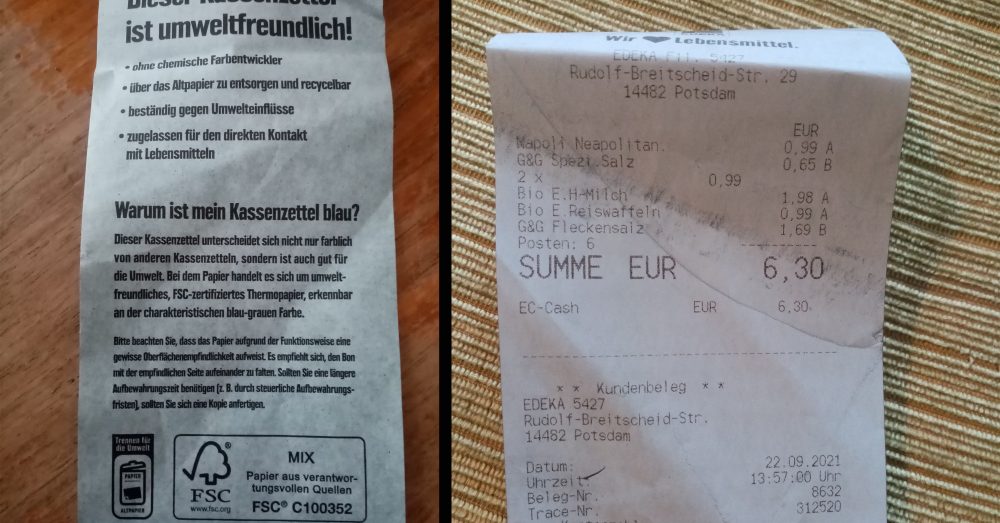 Dieser Kassenzettel
ist umweltfreundlich!
• ohne chemische Farbentwickler
• über das Altpapier zu entsorgen und recycelbar
• beständig gegen Umwelteinflüsse
• zugelassen für den direkten Kontakt
mit Lebensmitteln
Warum ist mein Kassenzettel blau?
Dieser Kassenzettel unterscheidet sich nicht nur farblich
von anderen Kassenzetteln, sondern ist auch gut für
die Umwelt. Bei dem Papier handelt es sich um umwelt-
freundliches, FSC-zertifiziertes Thermopapier, erkennbar
an der charakteristischen blau-grauen Farbe.
Bitte beachten Sie, dass das Papier aufgrund der Funktionsweise eine
gewisse Oberflächenempfindlichkeit aufweist. Es empfiehlt sich, den Bon
mit der empfindlichen Seite aufeinander zu falten. Sollten Sie eine längere
Aufbewahrungszeit benötigen (z. B. durch steuerliche Aufbewahrungs-
fristen), sollten Sie sich eine Kopie anfertigen.
Trennen für
die Umwelt
PAPIER
ALTPAPIER
®
FSC
www.fsc.org
MIX
Papier aus verantwor-
tungsvollen Quellen
FSC® C100352
Wir Lebensmittel.
EDEKA Fil. 5427
Rudolf-Breitscheid-Str. 29
14482 Potsdam
EUR
Napoli Neapolitan. 0,99 A
G&G Spezi.Salz 0,65 B
2 x 0,99
Bio E.H-Milch 1,98 A
Bio E.Reiswaffeln 0,99 A
G&G Fleckensalz 1,69 B
Posten: 6
SUMME EUR 6,30
EC-Cash EUR 6,30
* * Kundenbeleg * *
EDEKA 5427
Rudolf-Breitscheid-Str.
14482 Potsdam
Datum: 22.09.2021
Uhrzeit: 13:57:00 Uhr
Beleg-Nr. 8632
Trace-Nr. 312520